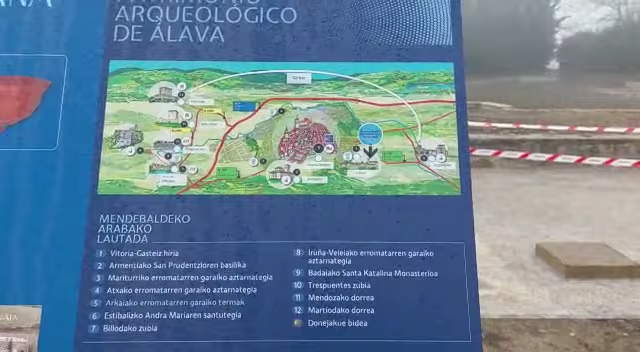 ARQUEOLÓGICO
DE ÁLAVA
MENDEBALDEKO
ARABAKO
LAUTADA
1 Vitoria-Gasteiz hiria
2 Armentiako San Prudentzioren basilika
3 Mariturriko erromatarren garaiko aztarnategia
4 Atxako erromatarren garaiko aztarnategia
5 Arkaiako erromatarren garaiko termak
6 Estibalizko Andra Mariaren santutegia
7 Billodako zubia
8 Iruña-Veleiako erromatarren garaiko
aztarnategia
9 Badaiako Santa Katalina Monasterioa
10 Trespuentes zubia
11 Mendozako dorrea
12 Martiodako dorrea
Donejakue bidea